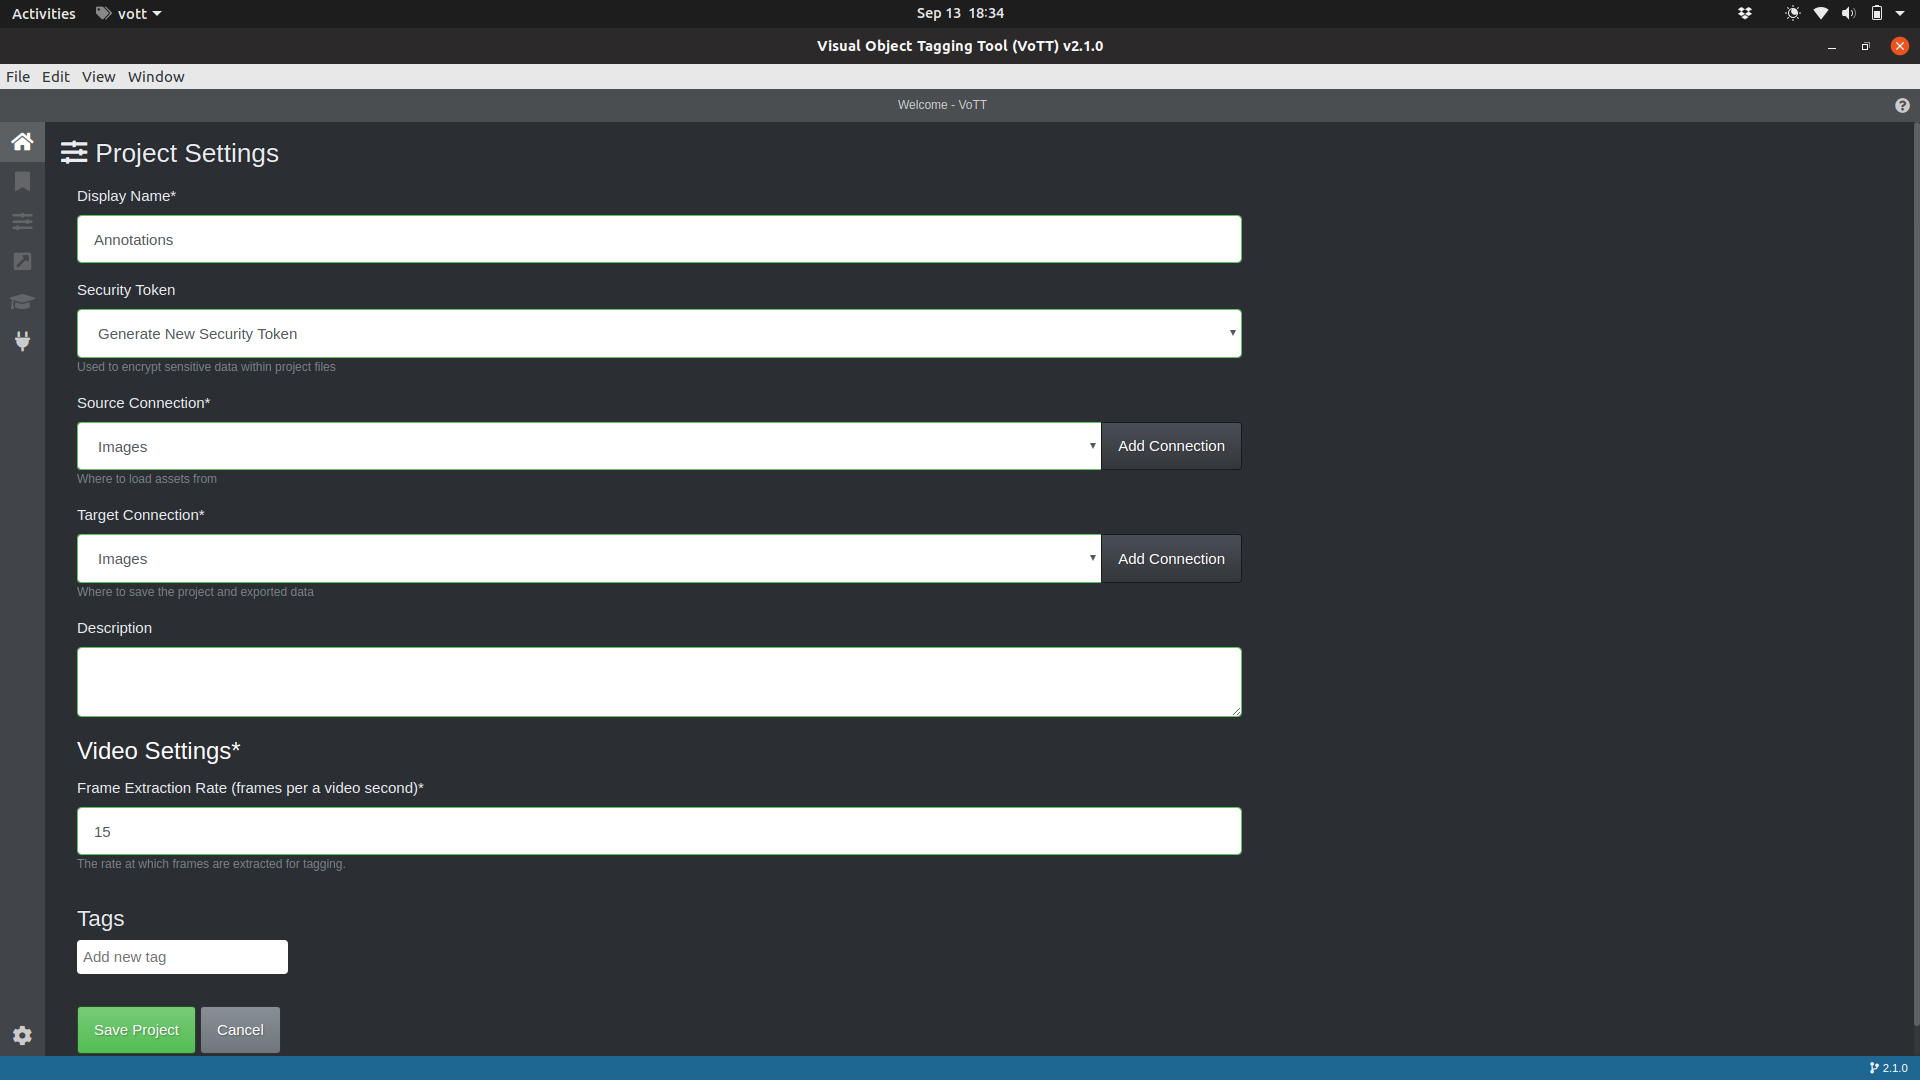 Activities vott Sep 13 18:34
Visual Object Tagging Tool (VoTT) v2.1.0
File Edit View Window
Welcome - VoTT
Project Settings
Display Name*
Annotations
Security Token
Generate New Security Token
Used to encrypt sensitive data within project files
Source Connection*
Images Add Connection
Where to load assets from
Target Connection*
Images Add Connection
Where to save the project and exported data
Description
Video Settings*
Frame Extraction Rate (frames per a video second)*
15
The rate at which frames are extracted for tagging.
Tags
Add new tag
Save Project Cancel
2.1.0